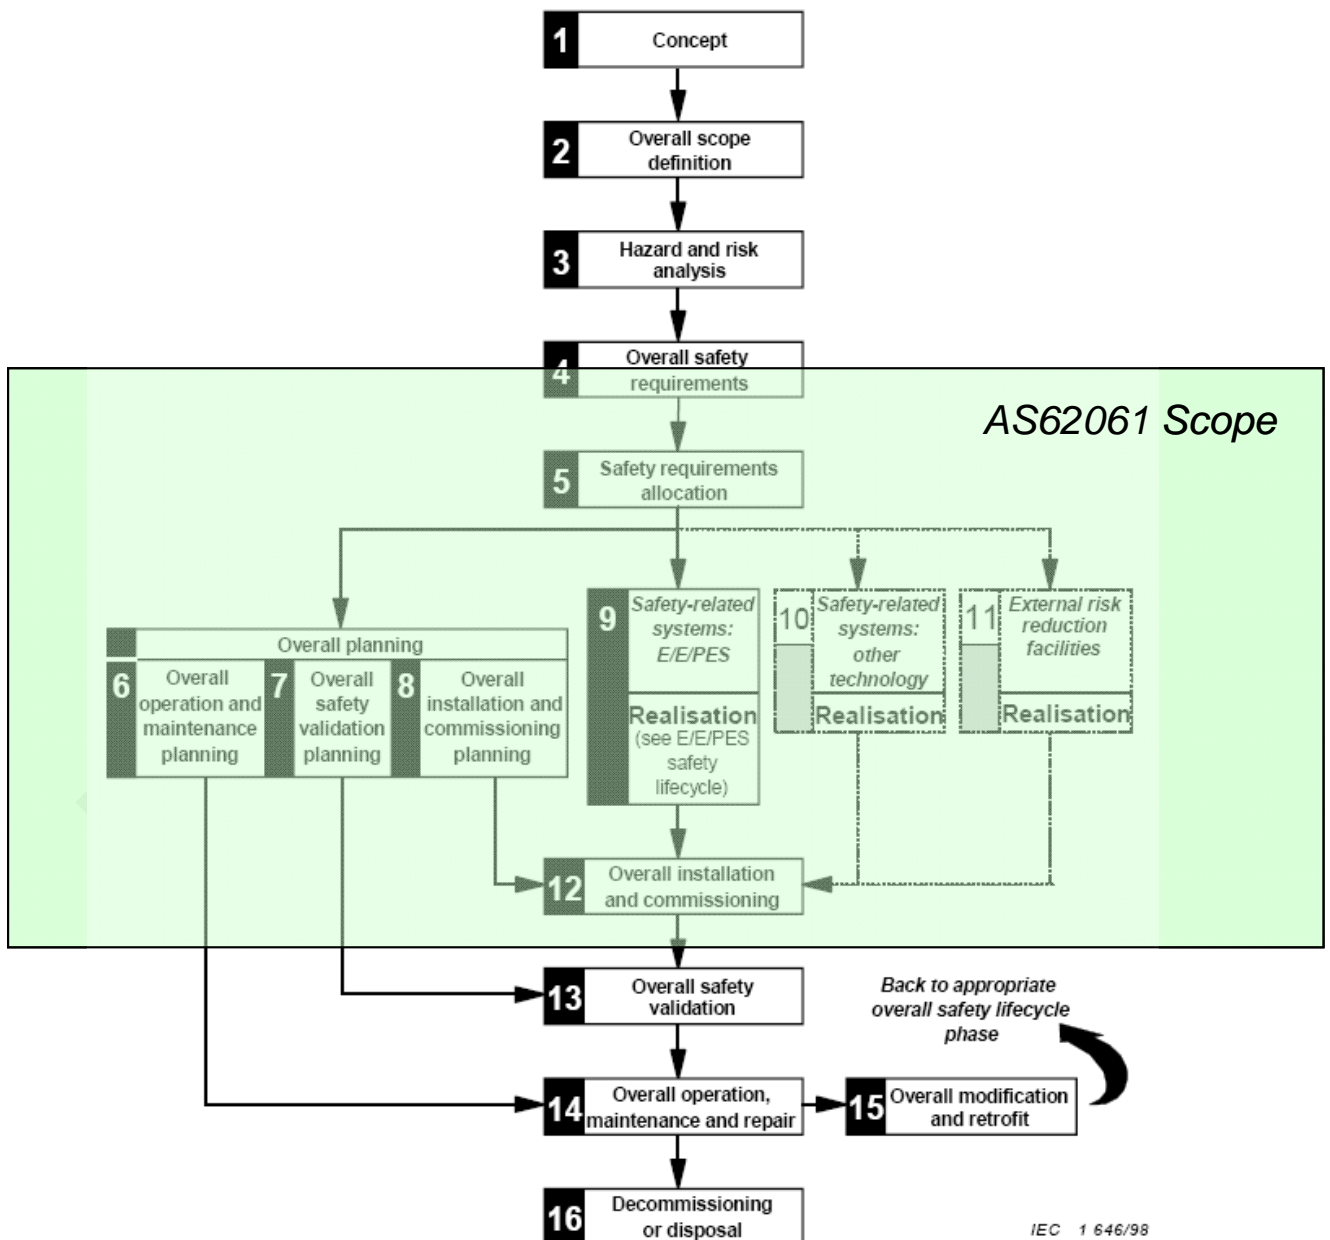 1
Concept
2
Overall scope
definition
3
Hazard and risk
analysis
4
Overall safety
requirements
AS62061 Scope
5
Safety requirements
allocation
Overall planning
6
Overall
operation and
maintenance
planning
7
Overall
safety
validation
planning
8
Overall
installation and
commissioning
planning
9
Safety-related
systems:
E/E/PES
Realisation
(see E/E/PES
safety
lifecycle)
10
Safety-related
systems:
other
technology
Realisation
11
External risk
reduction
facilities
Realisation
12
Overall installation
and commissioning
13
Overall safety
validation
Back to appropriate
overall safety lifecycle
phase
14
Overall operation,
maintenance and repair
15
Overall modification
and retrofit
16
Decommissioning
or disposal
IEC 1 646/98